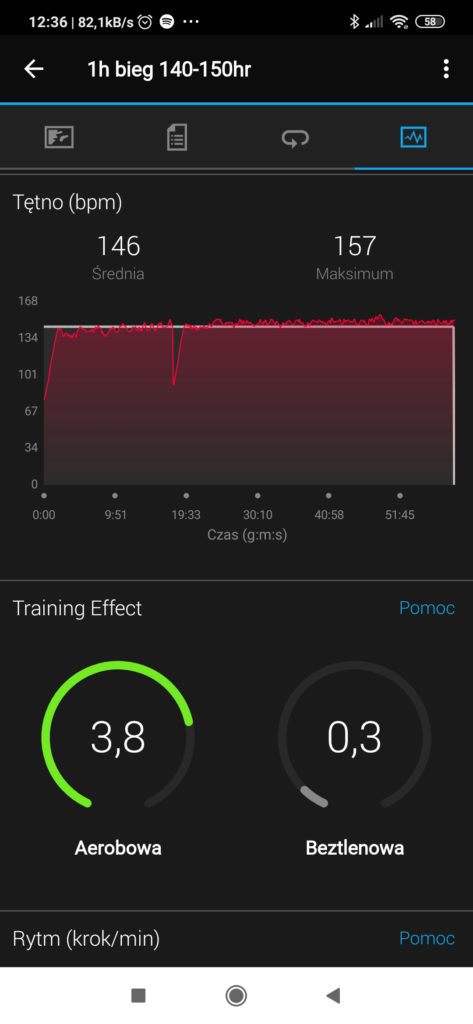 12:36 | 82,1kB/s ... 58
1h bieg 140-150hr
Tętno (bpm)
146 157
Średnia Maksimum
168
134
101
67
34
0
0:00 9:51 19:33 30:10 40:58 51:45
Czas (g:m:s)
Training Effect Pomoc
3,8 0,3
Aerobowa Beztlenowa
Rytm (krok/min) Pomoc